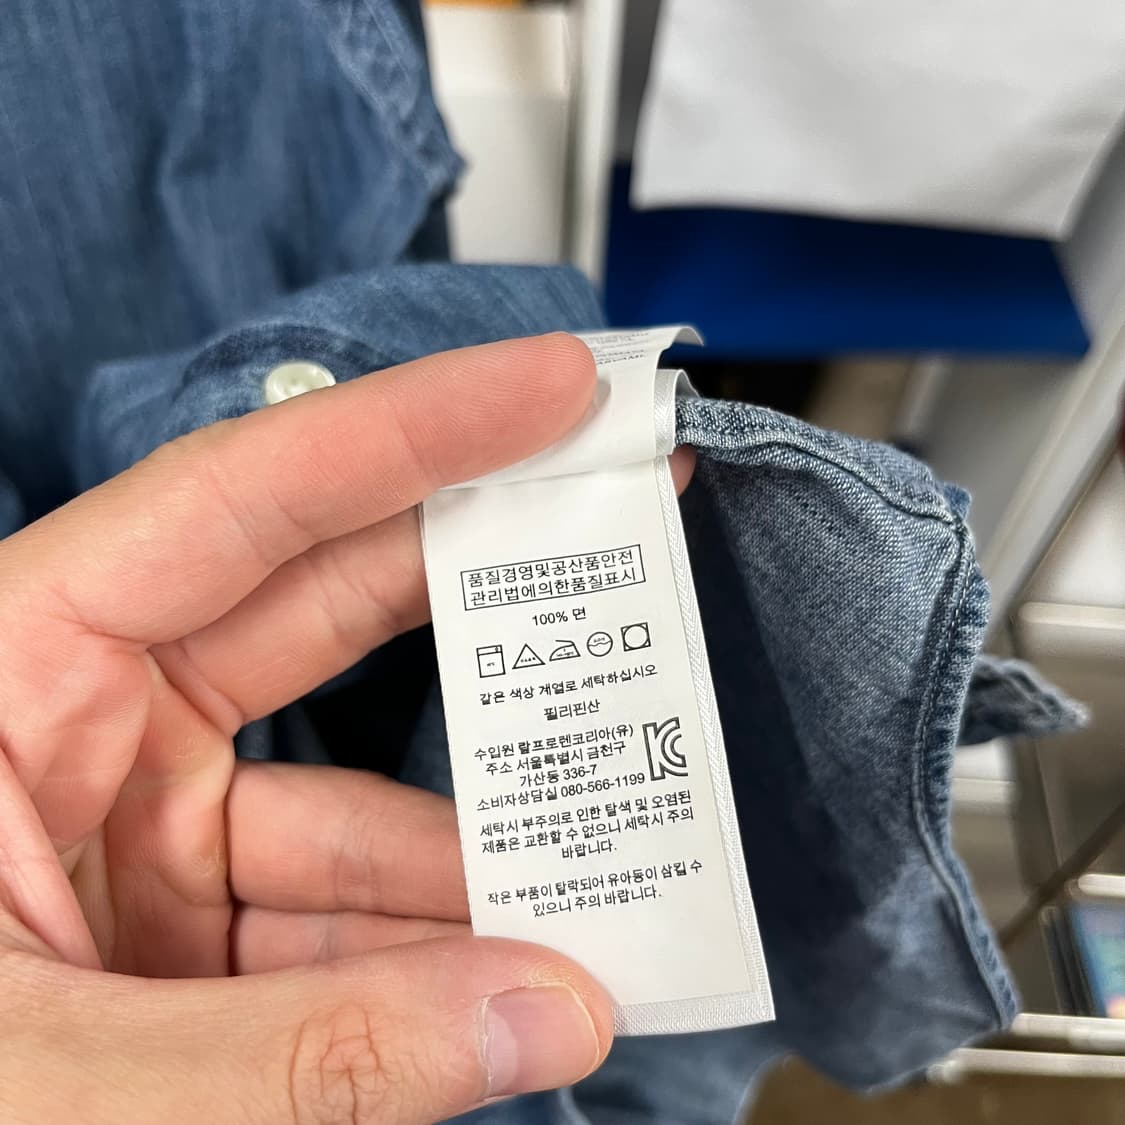 품질경영및공산품안전
관리법에의한품질표시
100% 면
같은 색상 계열로 세탁하십시오
필리핀산
수입원 랄프로렌코리아(유)
주소 서울특별시 금천구
가산동 336-7
소비자상담실 080-566-1199
세탁시 부주의로 인한 탈색 및 오염된
제품은 교환할 수 없으니 세탁시 주의
바랍니다.
작은 부품이 탈락되어 유아동이 삼킬 수
있으니 주의 바랍니다.